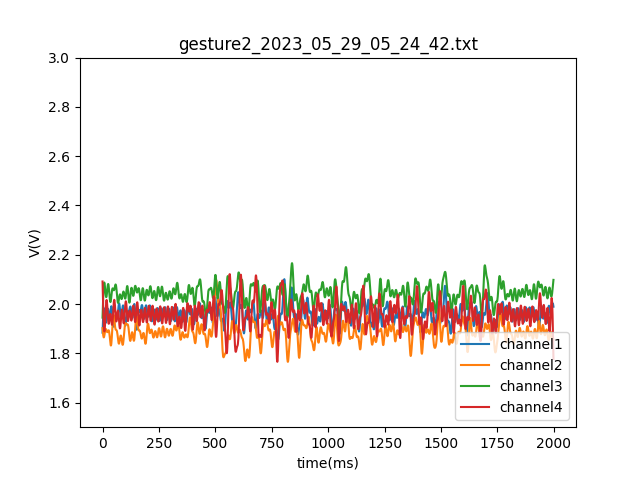 gesture2_2023_05_29_05_24_42.txt
3.0
2.8
2.6
2.4
2.2
2.0
1.8
1.6
V(V)
channel1
channel2
channel3
channel4
0 250 500 750 1000 1250 1500 1750 2000
time(ms)